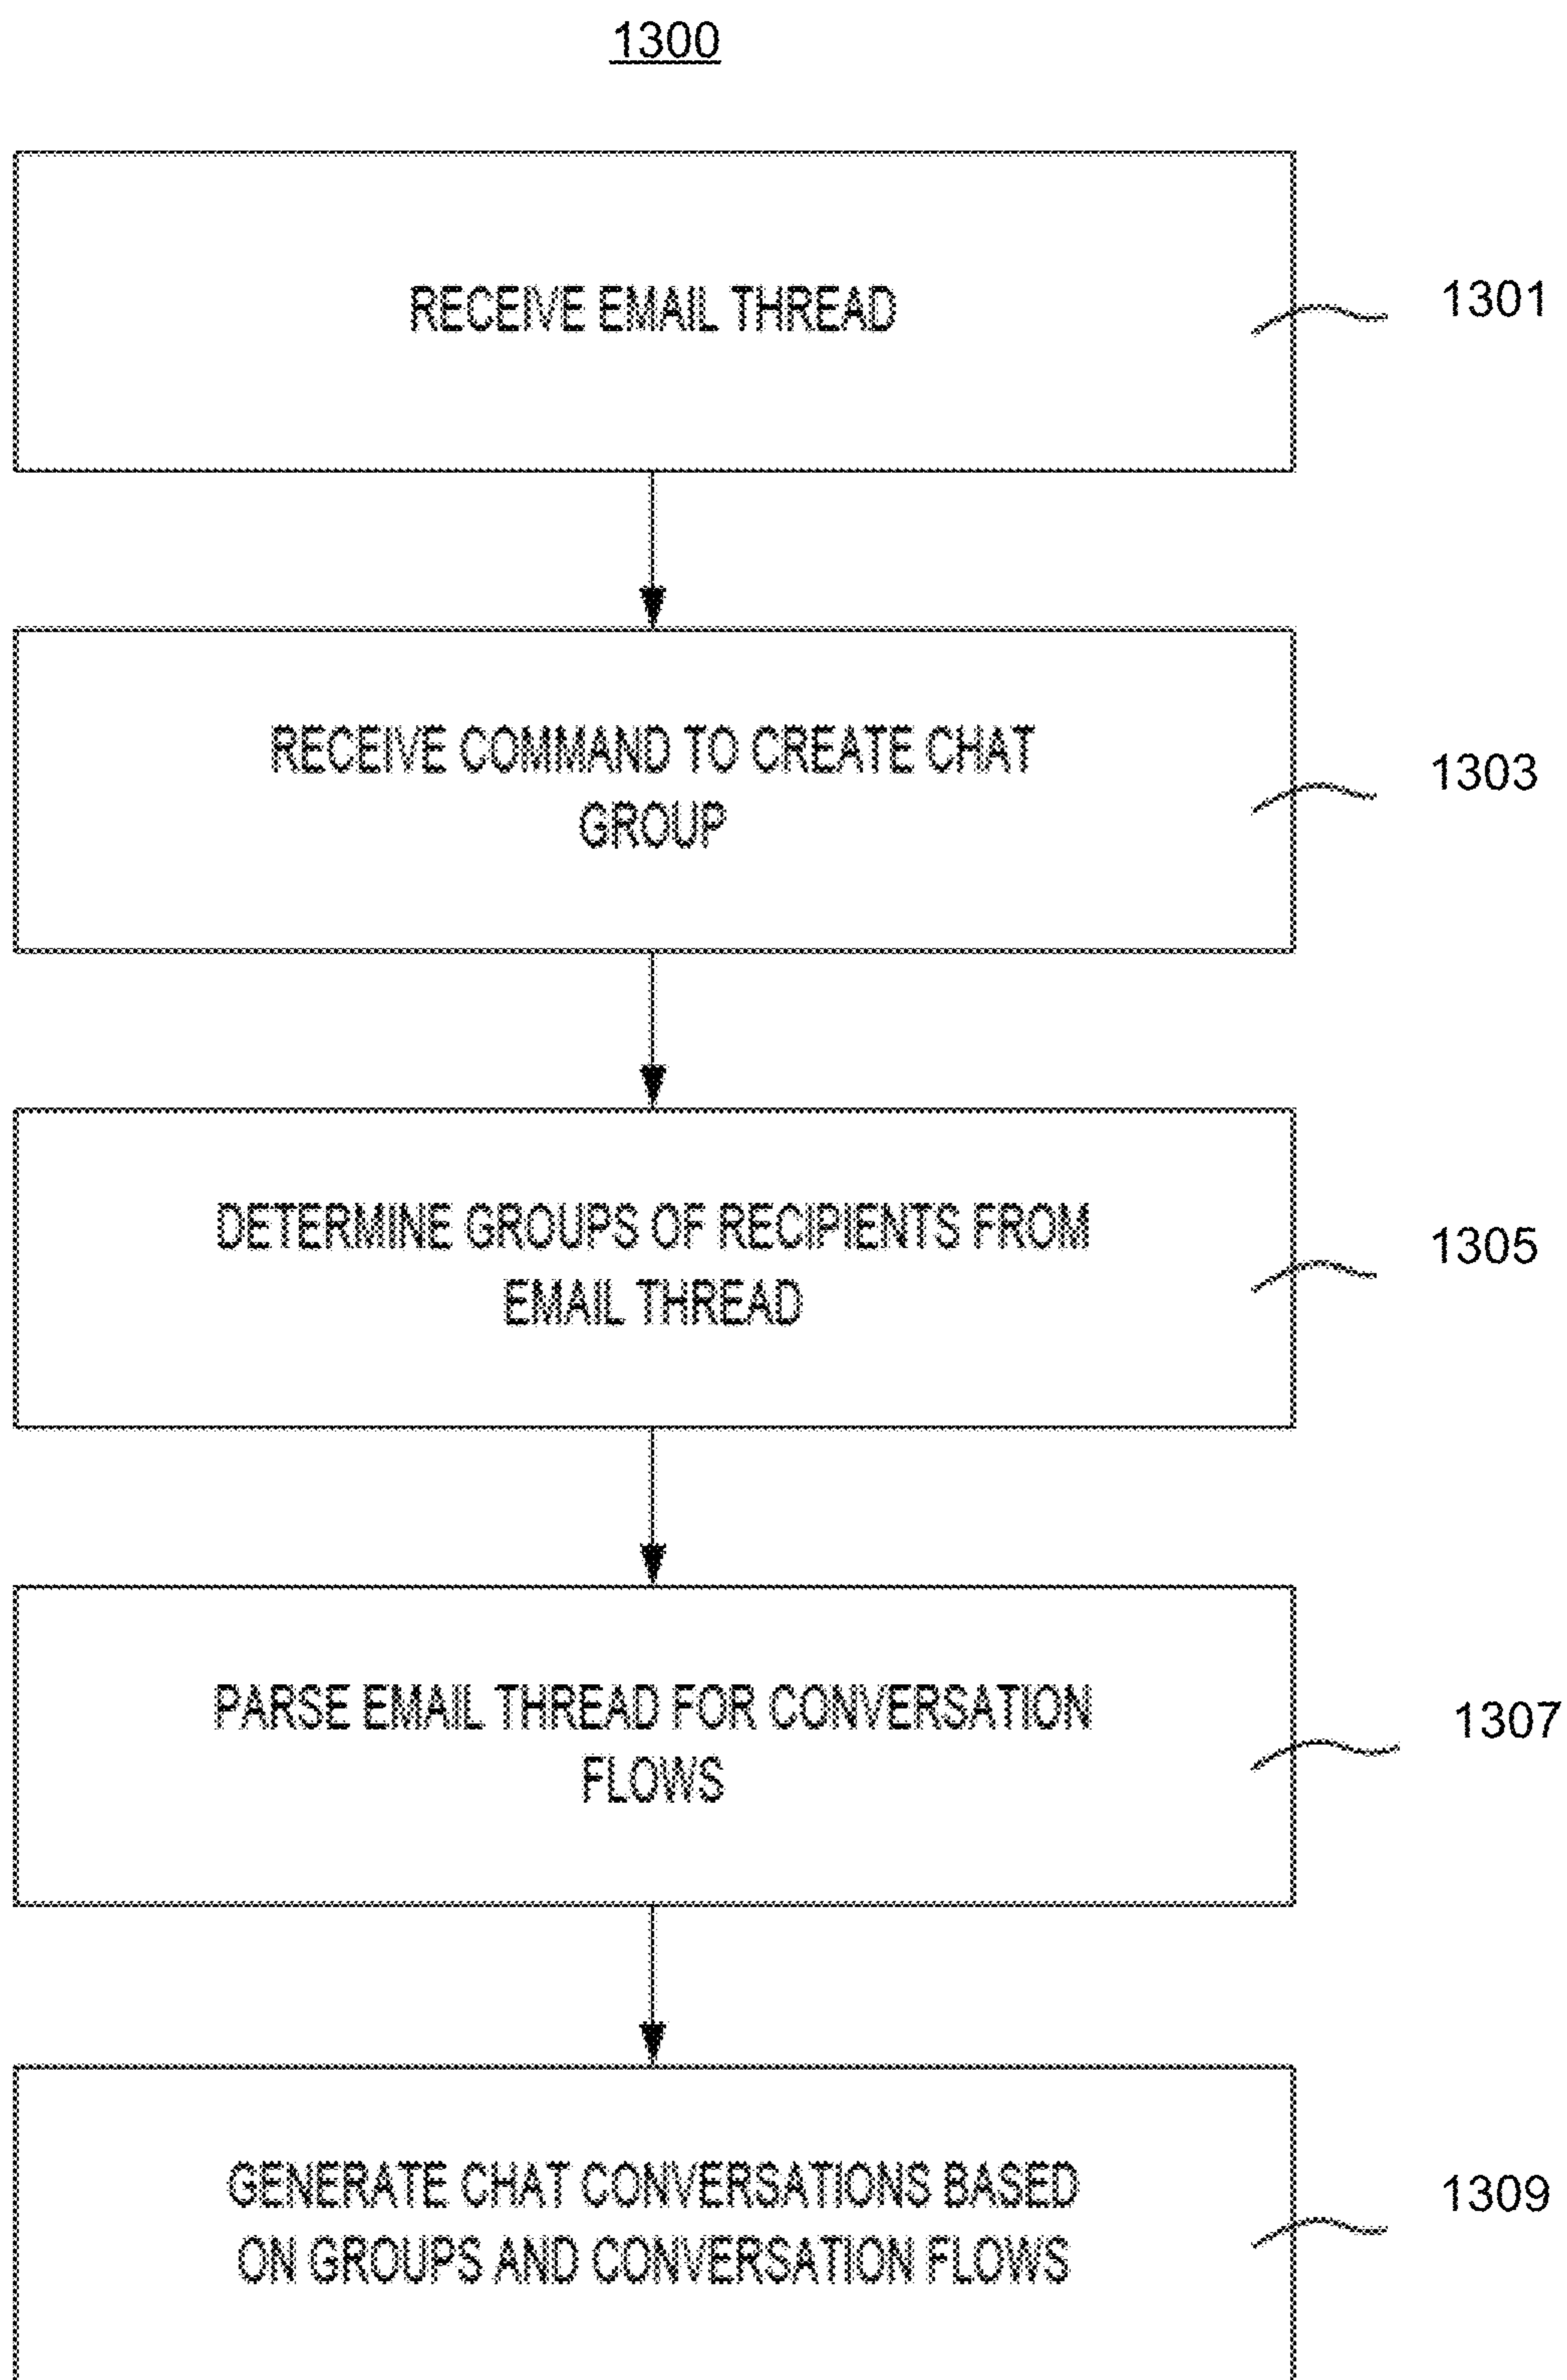 1300
RECEIVE EMAIL THREAD
1301
RECEIVE COMMAND TO CREATE CHAT
GROUP
1303
DETERMINE GROUPS OF RECIPIENTS FROM
EMAIL THREAD
1305
PARSE EMAIL THREAD FOR CONVERSATION
FLOWS
1307
GENERATE CHAT CONVERSATIONS BASED
ON GROUPS AND CONVERSATION FLOWS
1309